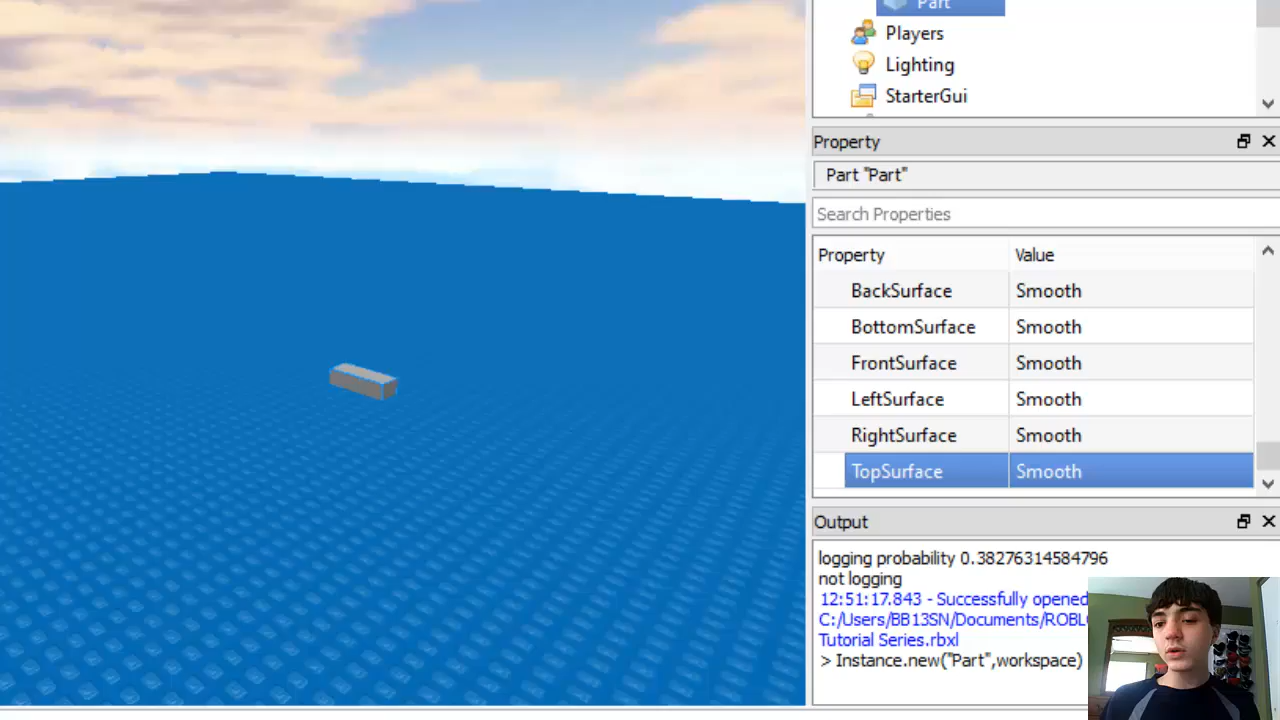 Part
Players
Lighting
StarterGui
Property
Part "Part"
Search Properties
Property Value
BackSurface Smooth
BottomSurface Smooth
FrontSurface Smooth
LeftSurface Smooth
RightSurface Smooth
TopSurface Smooth
Output
logging probability 0.38276314584796
not logging
12:51:17.843 - Successfully opened
C:/Users/BB13SN/Documents/ROBL
Tutorial Series.rbxl
> Instance.new("Part",workspace)